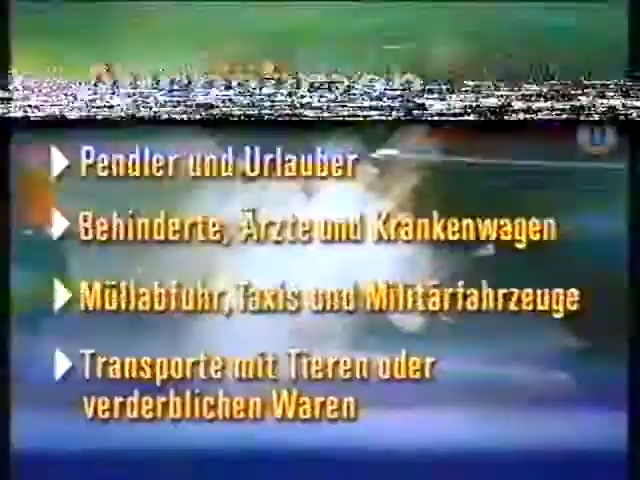 Pendler und Urlauber
Behinderte, Ärzte und Krankenwagen
Müllabfuhr, Taxis und Militärfahrzeuge
Transporte mit Tieren oder
verderblichen Waren